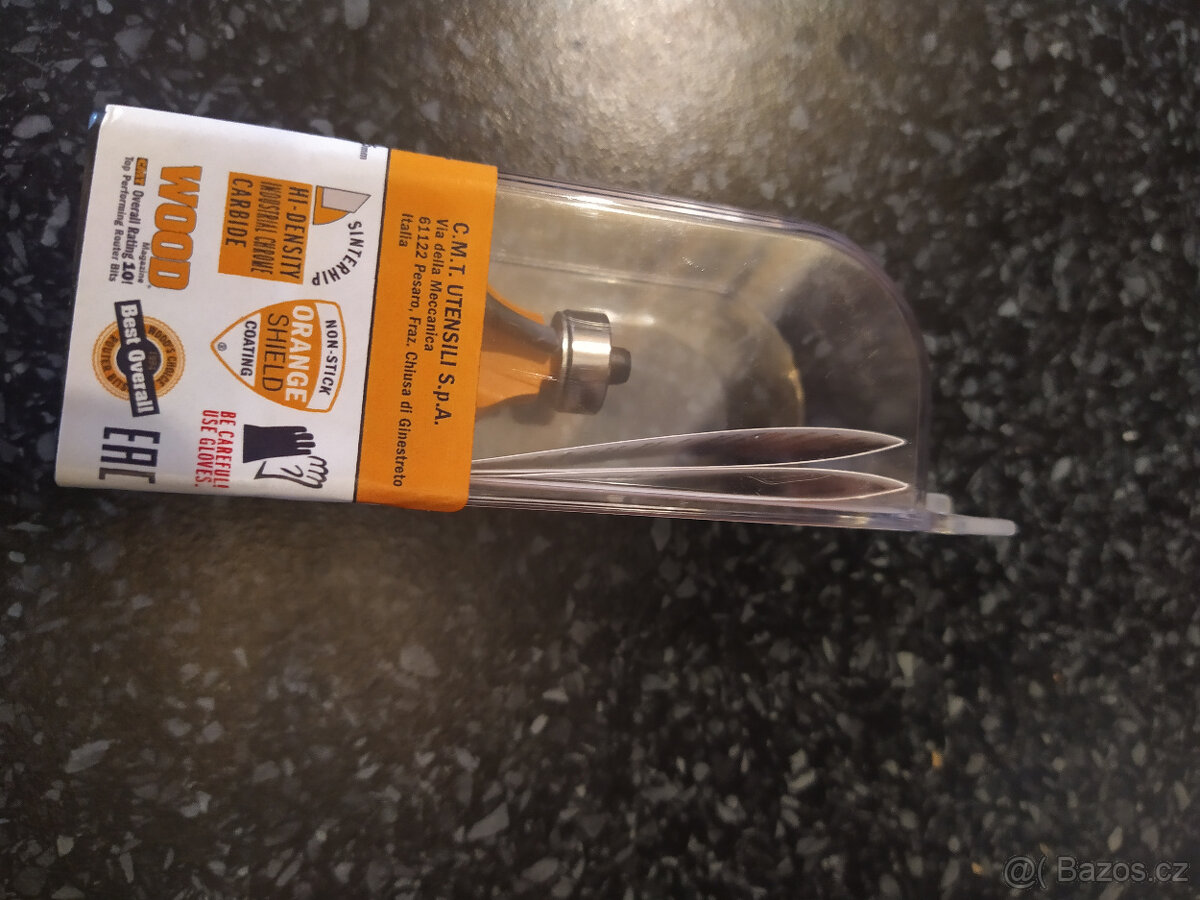 C.M.T. UTENSILI S.p.A.
Via della Meccanica
61122 Pesaro, Fraz. Chiusa di Ginestreto
Italia
SINTERHIP
HI-DENSITY
INDUSTRIAL CHROME
CARBIDE
NON-STICK
ORANGE
SHIELD
COATING
®
BE CAREFUL!
USE GLOVES.
WOOD
Magazine®
Overall Rating 10!
Top Performing Router Bits
Best Overall
EAC
@( Bazos.cz